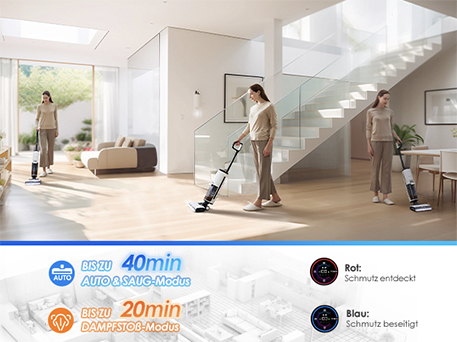 AUTO
BIS ZU 40min
AUTO & SAUG-Modus
BIS ZU 20min
DAMPFSTOß-Modus
Rot:
Schmutz entdeckt
Blau:
Schmutz beseitigt